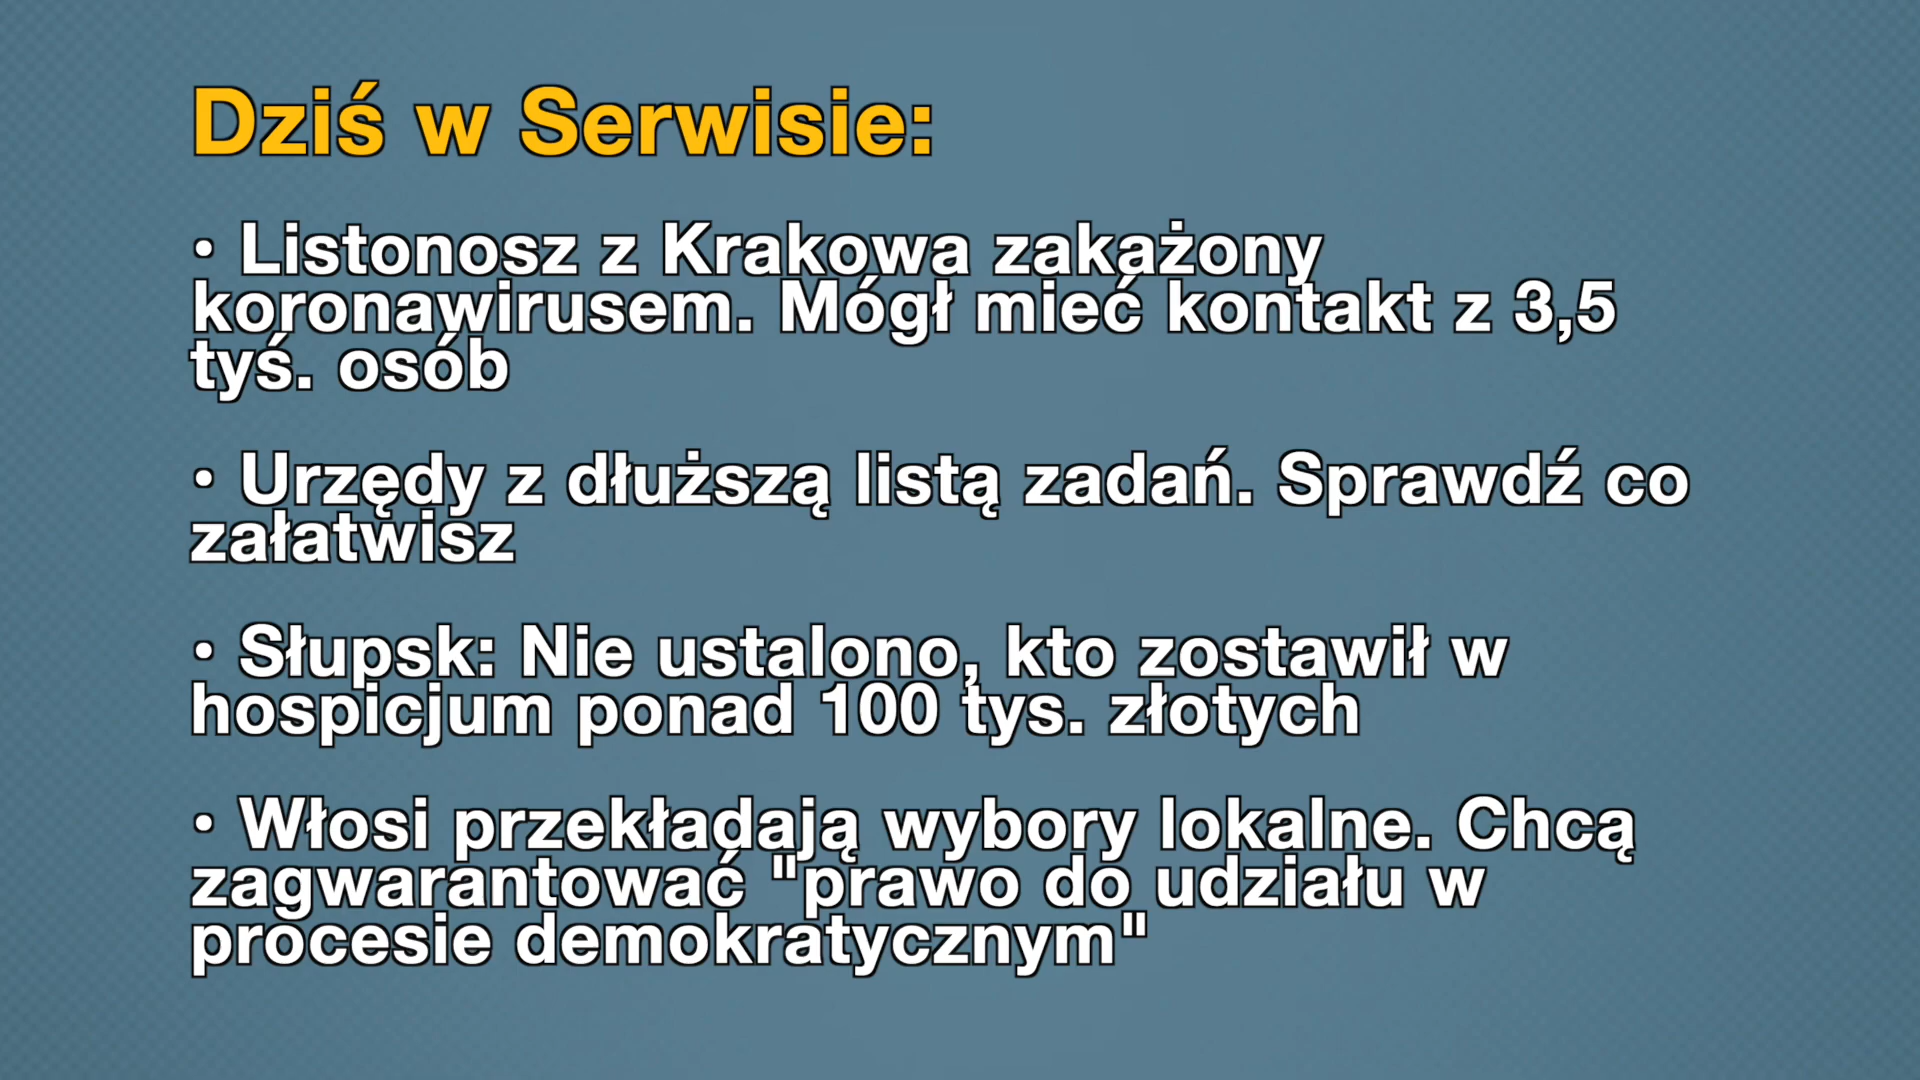 Dziś w Serwisie:
• Listonosz z Krakowa zakażony
koronawirusem. Mógł mieć kontakt z 3,5
tyś. osób
• Urzędy z dłuższą listą zadań. Sprawdź co
załatwisz
• Słupsk: Nie ustalono, kto zostawił w
hospicjum ponad 100 tys. złotych
• Włosi przekładają wybory lokalne. Chcą
zagwarantować "prawo do udziału w
procesie demokratycznym"